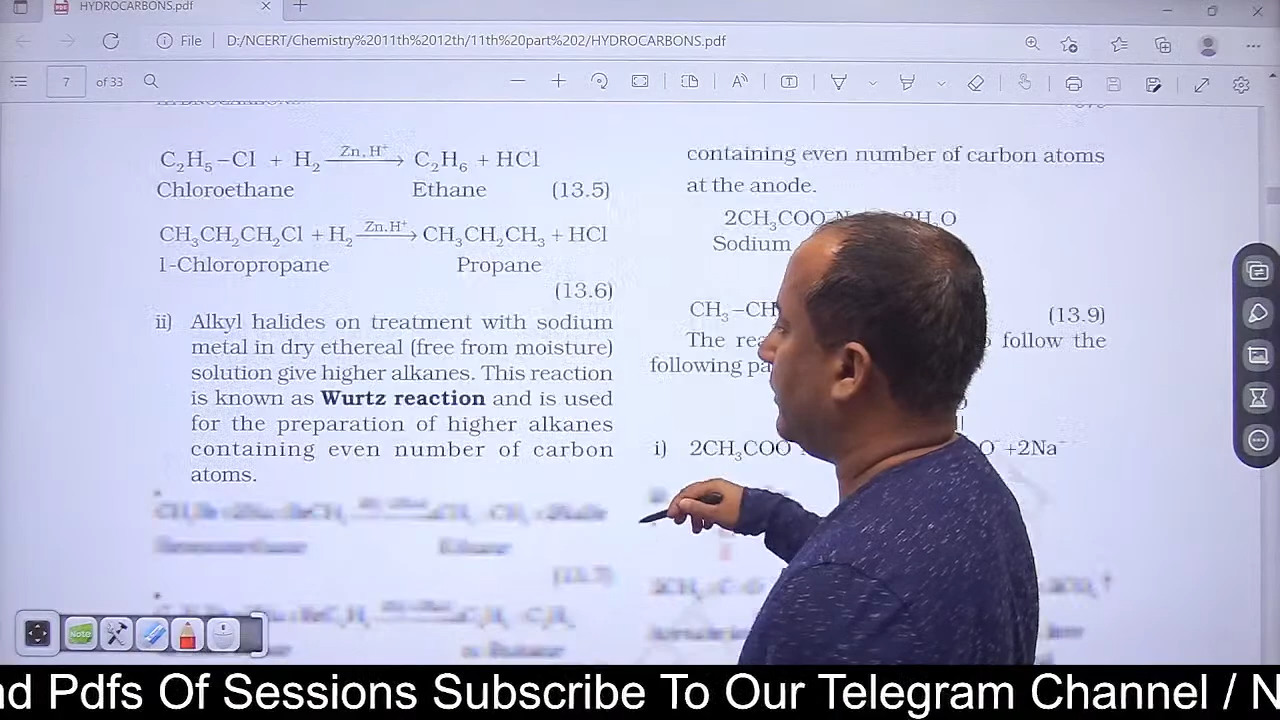 HYDROCARBONS.pdf
File D:/NCERT/Chemistry%2011th%2012th/11th%20part%202/HYDROCARBONS.pdf
7 of 33
C₂H₅–Cl + H₂ Zn, H⁺ → C₂H₆ + HCl
Chloroethane Ethane (13.5)
CH₃CH₂CH₂Cl + H₂ Zn,H⁺ → CH₃CH₂CH₃ + HCl
1-Chloropropane Propane
(13.6)
ii) Alkyl halides on treatment with sodium
metal in dry ethereal (free from moisture)
solution give higher alkanes. This reaction
is known as Wurtz reaction and is used
for the preparation of higher alkanes
containing even number of carbon
atoms.
Ethane
(13.7)
containing even number of carbon atoms
at the anode.
2CH₃COO⁻ H₂O
Sodium
CH₃–CH (13.9)
The follow the
following
i) 2CH₃COO⁻ O⁻ +2Na⁺
Note
nd Pdfs Of Sessions Subscribe To Our Telegram Channel / N